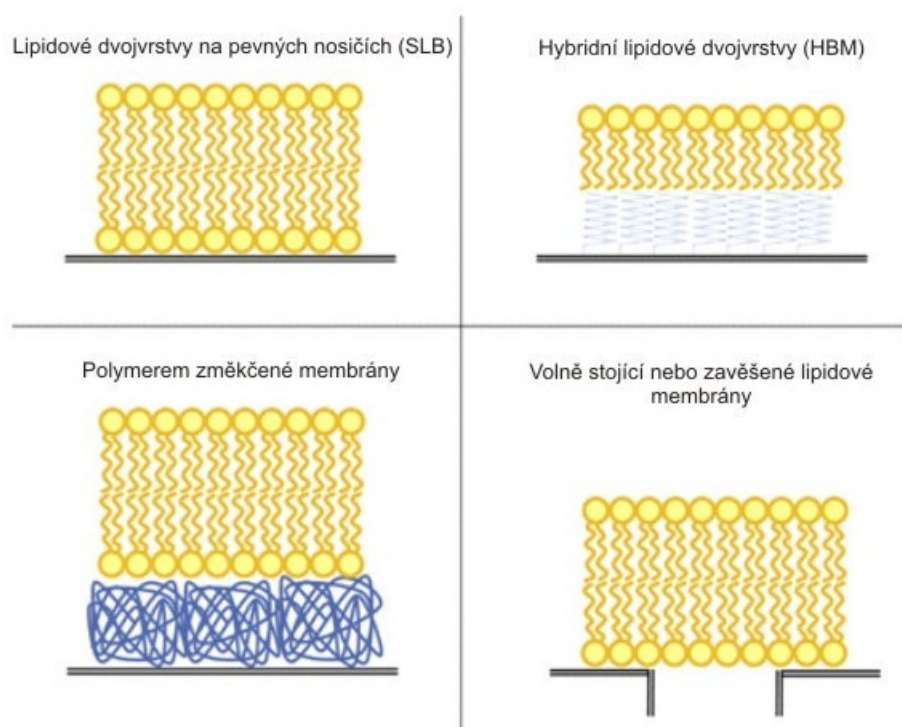 Lipidové dvojvrstvy na pevných nosičích (SLB)
Hybridní lipidové dvojvrstvy (HBM)
Polymerem změkčené membrány
Volně stojící nebo zavěšené lipidové
membrány